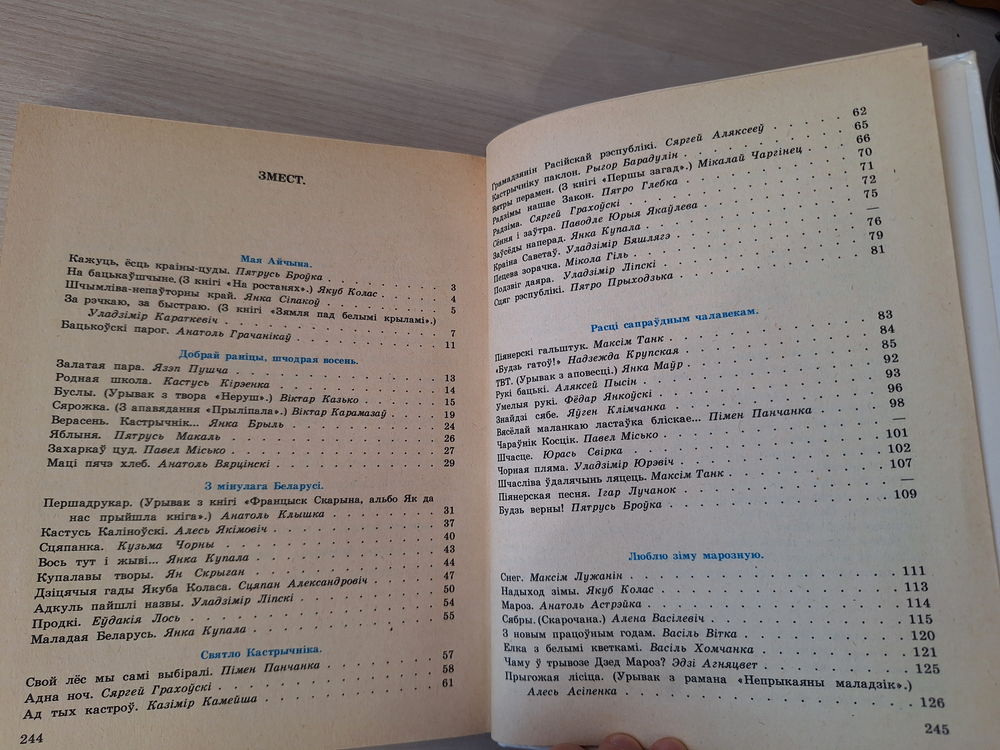 ЗМЕСТ.
Мая Айчына.
Кажуць, ёсць краіны-цуды. Пятрусь Броўка . . . . . . . 3
На бацькаўшчыне. (З кнігі «На ростанях».) Якуб Колас . . . . 4
Шчымліва-непаўторны край. Янка Сіпакоў . . . . . . . 5
За рэчкаю, за быстраю. (З кнігі «Зямля пад белымі крыламі».)
Уладзімір Караткевіч . . . . . . . . . . . 7
Бацькоўскі парог. Анатоль Грачанікаў . . . . . . . . 11
Добрай раніцы, шчодрая восень.
Залатая пара. Язэп Пушча . . . . . . . . . . . 13
Родная школа. Кастусь Кірэенка . . . . . . . . . . 14
Буслы. (Урывак з твора «Неруш».) Віктар Казько . . . . . 15
Сярожка. (З апавядання «Прыліпала».) Віктар Карамазаў . . . 19
Верасень. Кастрычнік... Янка Брыль . . . . . . . . . 24
Яблыня. Пятрусь Макаль . . . . . . . . . . . . 26
Захаркаў цуд. Павел Місько . . . . . . . . . . . 27
Маці пячэ хлеб. Анатоль Вярцінскі . . . . . . . . . 29
З мінулага Беларусі.
Першадрукар. (Урывак з кнігі «Францыск Скарына, альбо Як да
нас прыйшла кніга».) Анатоль Клышка . . . . . . . 31
Кастусь Каліноўскі. Алесь Якімовіч . . . . . . . . . 37
Сцяпанка. Кузьма Чорны . . . . . . . . . . . . 40
Вось тут і жыві... Янка Купала . . . . . . . . . . 43
Купалавы творы. Ян Скрыган . . . . . . . . . . . 44
Дзіцячыя гады Якуба Коласа. Сцяпан Александровіч . . . . 47
Адкуль пайшлі назвы. Уладзімір Ліпскі . . . . . . . . 50
Продкі. Еўдакія Лось . . . . . . . . . . . . . 54
Маладая Беларусь. Янка Купала . . . . . . . . . . 55
Святло Кастрычніка.
Свой лёс мы самі выбіралі. Пімен Панчанка . . . . . . . 57
Адна ноч. Сяргей Грахоўскі . . . . . . . . . . . 58
Ад тых кастроў. Казімір Камейша . . . . . . . . . . 61
244
Грамадзянін Расійскай рэспублікі. Сяргей Аляксееў . . . . . 62
Кастрычніку паклон. Рыгор Барадулін . . . . . . . . 65
Вятры перамен. (З кнігі «Першы загад».) Мікалай Чаргінец . . . 66
Радзімы нашае Закон. Пятро Глебка . . . . . . . . . 70
Радзіма. Сяргей Грахоўскі . . . . . . . . . . . . 71
Сёння і заўтра. Паводле Юрыя Якаўлева . . . . . . . . 72
Заўсёды наперад. Янка Купала . . . . . . . . . . . 75
Краіна Саветаў. Уладзімір Бяшлягэ . . . . . . . . . —
Пецева зорачка. Мікола Гіль . . . . . . . . . . . 76
Подзвіг даяра. Уладзімір Ліпскі . . . . . . . . . . 79
Сцяг рэспублікі. Пятро Прыходзька . . . . . . . . . 81
Расці сапраўдным чалавекам.
Піянерскі гальштук. Максім Танк . . . . . . . . . . 83
«Будзь гатоў!» Надзежда Крупская . . . . . . . . . . 84
ТВТ. (Урывак з аповесці.) Янка Маўр . . . . . . . . . 85
Рукі бацькі. Аляксей Пысін . . . . . . . . . . . 92
Умелыя рукі. Фёдар Янкоўскі . . . . . . . . . . . 93
Знайдзі сябе. Яўген Клімчанка . . . . . . . . . . 96
Вясёлай маланкаю ластаўка бліскае... Пімен Панчанка . . . . 98
Чараўнік Косцік. Павел Місько . . . . . . . . . . —
Шчасце. Юрась Свірка . . . . . . . . . . . . . 101
Чорная пляма. Уладзімір Юрэвіч . . . . . . . . . . 102
Шчасліва ўдалячынь ляцець. Максім Танк . . . . . . . 107
Піянерская песня. Ігар Лучанок . . . . . . . . . . —
Будзь верны! Пятрусь Броўка . . . . . . . . . . . 109
Люблю зіму марозную.
Снег. Максім Лужанін . . . . . . . . . . . . . 111
Надыход зімы. Якуб Колас . . . . . . . . . . . . 113
Мароз. Анатоль Астрэйка . . . . . . . . . . . . 114
Сябры. (Скарочана.) Алена Васілевіч . . . . . . . . . 115
З новым працоўным годам. Васіль Вітка . . . . . . . . 120
Елка з белымі кветкамі. Васіль Хомчанка . . . . . . . 121
Чаму ў трывозе Дзед Мароз? Эдзі Агняцвет . . . . . . . 125
Прыгожая лісіца. (Урывак з рамана «Непрыкаяны маладзік».)
Алесь Асіпенка . . . . . . . . . . . . . . 126
245